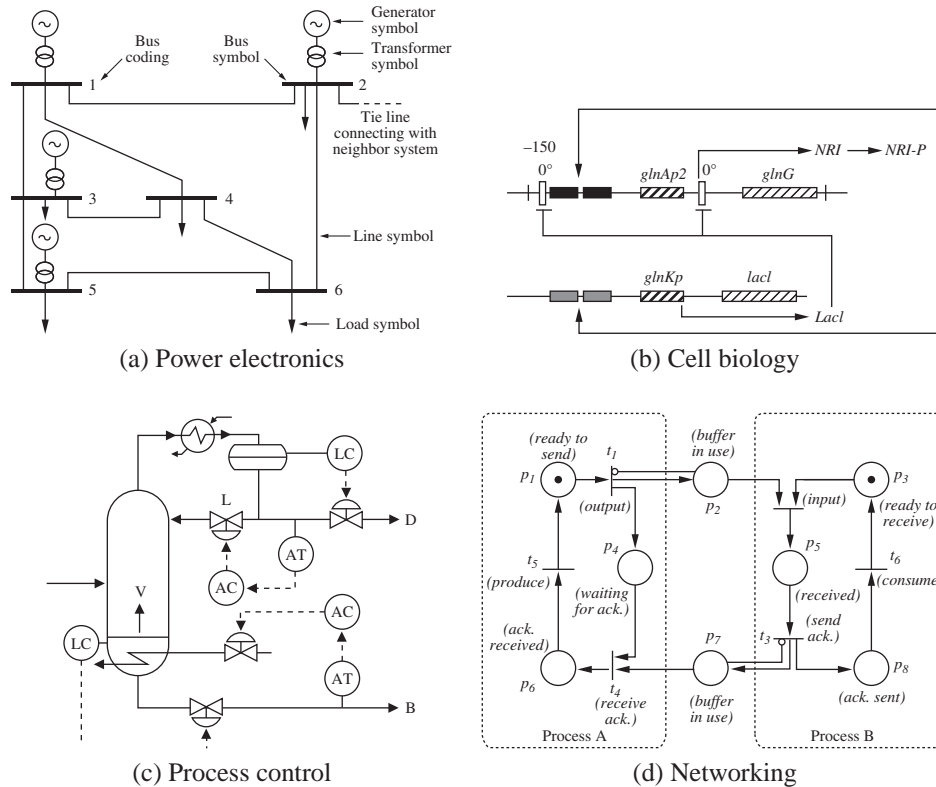 Generator
symbol
Transformer
symbol
Bus
coding
Bus
symbol
1
2
Tie line
connecting with
neighbor system
3
4
Line symbol
5
6
Load symbol
(a) Power electronics
–150
0°
glnAp2
0°
NRI
NRI-P
glnG
glnKp
lacl
Lacl
(b) Cell biology
LC
L
D
AT
AC
V
AC
LC
AT
B
(c) Process control
(ready to
send)
t1
(buffer
in use)
p1
p2
p3
(output)
(input)
(ready to
receive)
p4
p5
t5
(produce)
t6
(consume)
(waiting
for ack.)
(received)
(ack.
received)
p7
t3
(send
ack.)
p6
t4
(receive
ack.)
(buffer
in use)
p8
(ack. sent)
Process A
Process B
(d) Networking